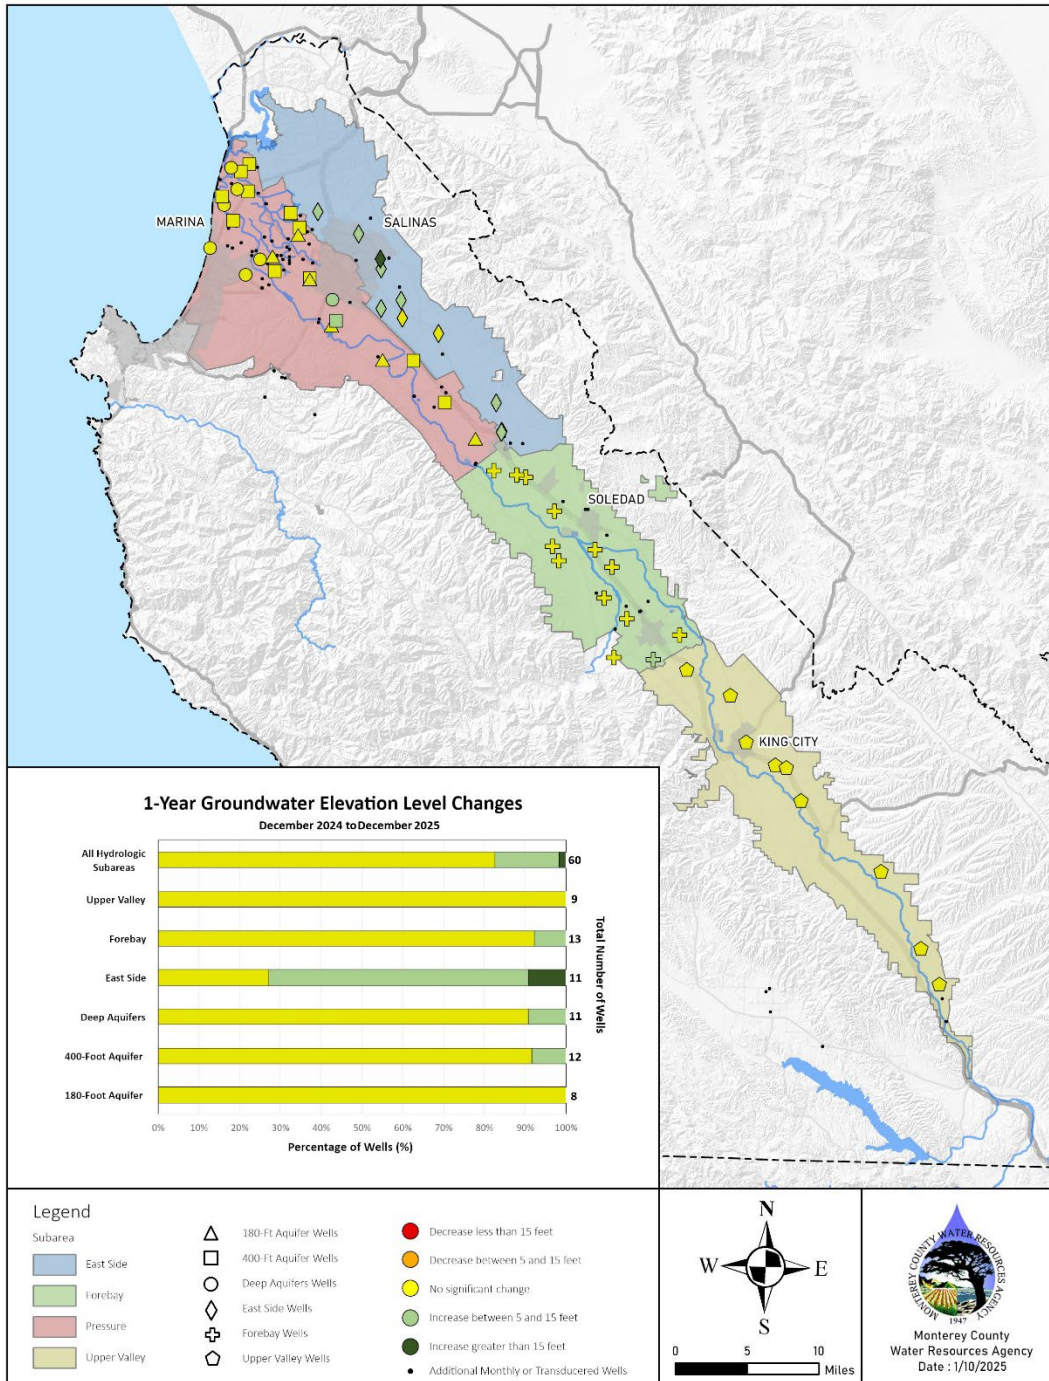 MARINA
SALINAS
SOLEDAD
KING CITY
1-Year Groundwater Elevation Level Changes
December 2024 to December 2025
All Hydrologic
Subareas
60
Upper Valley
9
Forebay
13
East Side
11
Deep Aquifers
11
400-Foot Aquifer
12
180-Foot Aquifer
8
Total Number of Wells
0% 10% 20% 30% 40% 50% 60% 70% 80% 90% 100%
Percentage of Wells (%)
Legend
Subarea
East Side
Forebay
Pressure
Upper Valley
180-Ft Aquifer Wells
400-Ft Aquifer Wells
Deep Aquifers Wells
East Side Wells
Forebay Wells
Upper Valley Wells
Decrease less than 15 feet
Decrease between 5 and 15 feet
No significant change
Increase between 5 and 15 feet
Increase greater than 15 feet
Additional Monthly or Transducered Wells
N
W E
S
0 5 10
Miles
MONTEREY COUNTY WATER RESOURCES AGENCY
1947
Monterey County
Water Resources Agency
Date : 1/10/2025